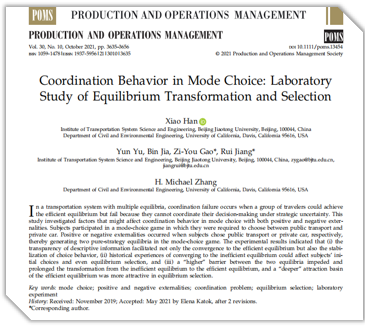 POMS PRODUCTION AND OPERATIONS MANAGEMENT
PRODUCTION AND OPERATIONS MANAGEMENT POMS
Vol. 30, No. 10, October 2021, pp. 3635–3656
ISSN 1059-1478|EISSN 1937-5956|21|3010|3635
DOI 10.1111/poms.13454
© 2021 Production and Operations Management Society
Coordination Behavior in Mode Choice: Laboratory
Study of Equilibrium Transformation and Selection
Xiao Han
Institute of Transportation System Science and Engineering, Beijing Jiaotong University, Beijing, 100044, China
Department of Civil and Environmental Engineering, University of California, Davis, California 95616, USA
Yun Yu, Bin Jia, Zi-You Gao*, Rui Jiang*
Institute of Transportation System Science and Engineering, Beijing Jiaotong University, Beijing, 100044, China, zygao@bjtu.edu.cn,
jiangrui@bjtu.edu.cn
H. Michael Zhang
Department of Civil and Environmental Engineering, University of California, Davis, California 95616, USA
In a transportation system with multiple equilibria, coordination failure occurs when a group of travelers could achieve
the efficient equilibrium but fail because they cannot coordinate their decision-making under strategic uncertainty. This
study investigated factors that might affect coordination behavior in mode choice with both positive and negative exter-
nalities. Subjects participated in a mode-choice game in which they were required to choose between public transport and
private car. Positive or negative externalities occurred when subjects chose public transport or private car, respectively,
thereby generating two pure-strategy equilibria in the mode-choice game. The experimental results indicated that (i) the
transparency of descriptive information facilitated not only the convergence to the efficient equilibrium but also the stabi-
lization of choice behavior, (ii) historical experiences of converging to the inefficient equilibrium could affect subjects' ini-
tial choices and even equilibrium selection, and (iii) a "higher" barrier between the two equilibria impeded and
prolonged the transformation from the inefficient equilibrium to the efficient equilibrium, and a "deeper" attraction basin
of the efficient equilibrium was more attractive in equilibrium selection.
Key words: mode choice; positive and negative externalities; coordination problem; equilibrium selection; laboratory
experiment
History: Received: November 2019; Accepted: May 2021 by Elena Katok, after 2 revisions.
*Corresponding author.